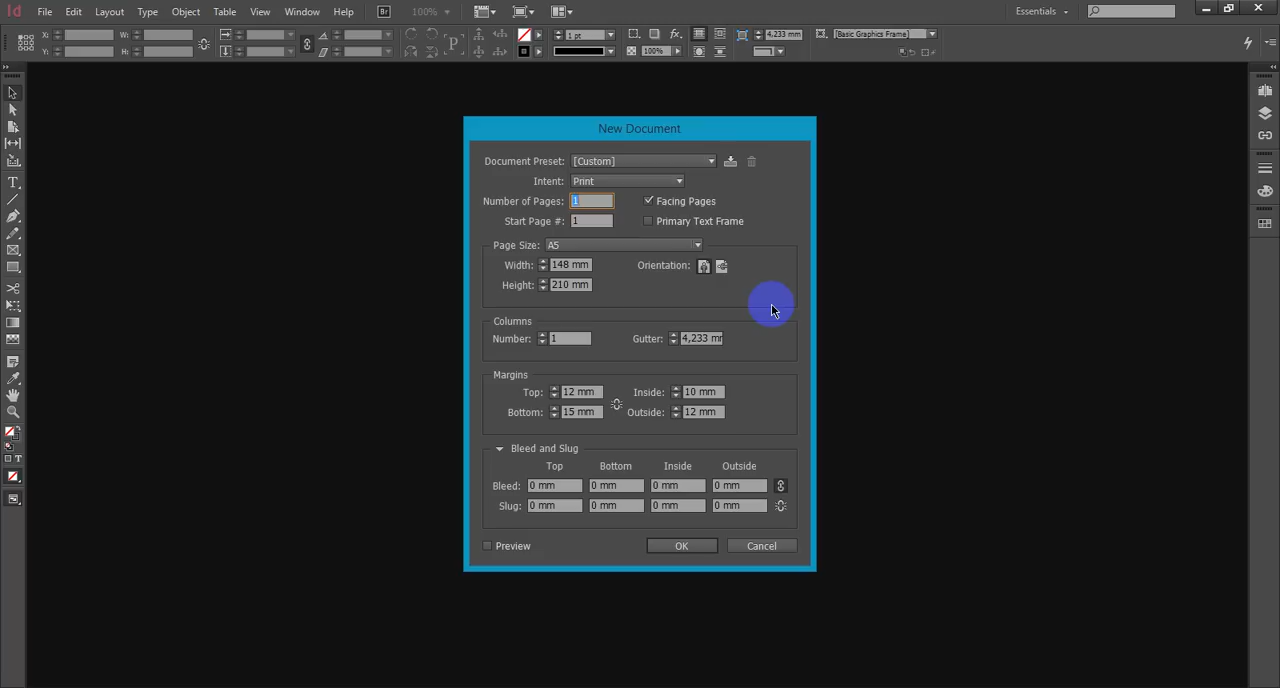 Id File Edit Layout Type Object Table View Window Help Br 100% Essentials
X: W: 1 pt 4,233 mm [Basic Graphics Frame]
Y: H: P 100%
New Document
Document Preset: [Custom]
Intent: Print
Number of Pages: 1 Facing Pages
Start Page #: 1 Primary Text Frame
Page Size: A5
Width: 148 mm Orientation:
Height: 210 mm
Columns
Number: 1 Gutter: 4,233 mr
Margins
Top: 12 mm Inside: 10 mm
Bottom: 15 mm Outside: 12 mm
Bleed and Slug
Top Bottom Inside Outside
Bleed: 0 mm 0 mm 0 mm 0 mm
Slug: 0 mm 0 mm 0 mm 0 mm
Preview OK Cancel